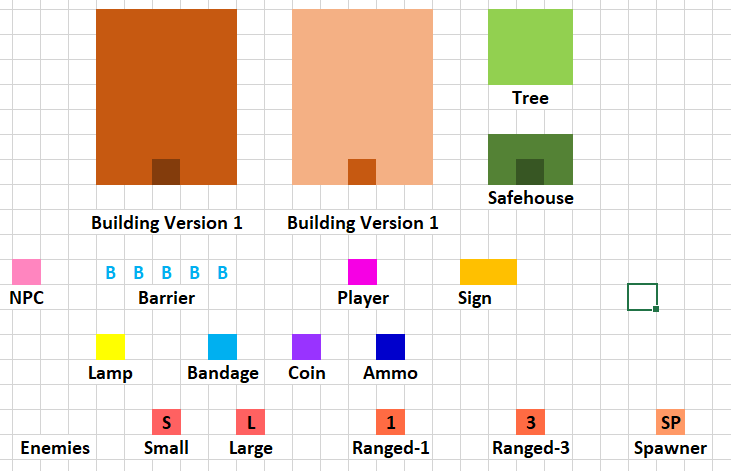 Tree
Safehouse
Building Version 1
Building Version 1
B B B B B
NPC
Barrier
Player
Sign
Lamp
Bandage
Coin
Ammo
S
L
1
3
SP
Enemies
Small
Large
Ranged-1
Ranged-3
Spawner